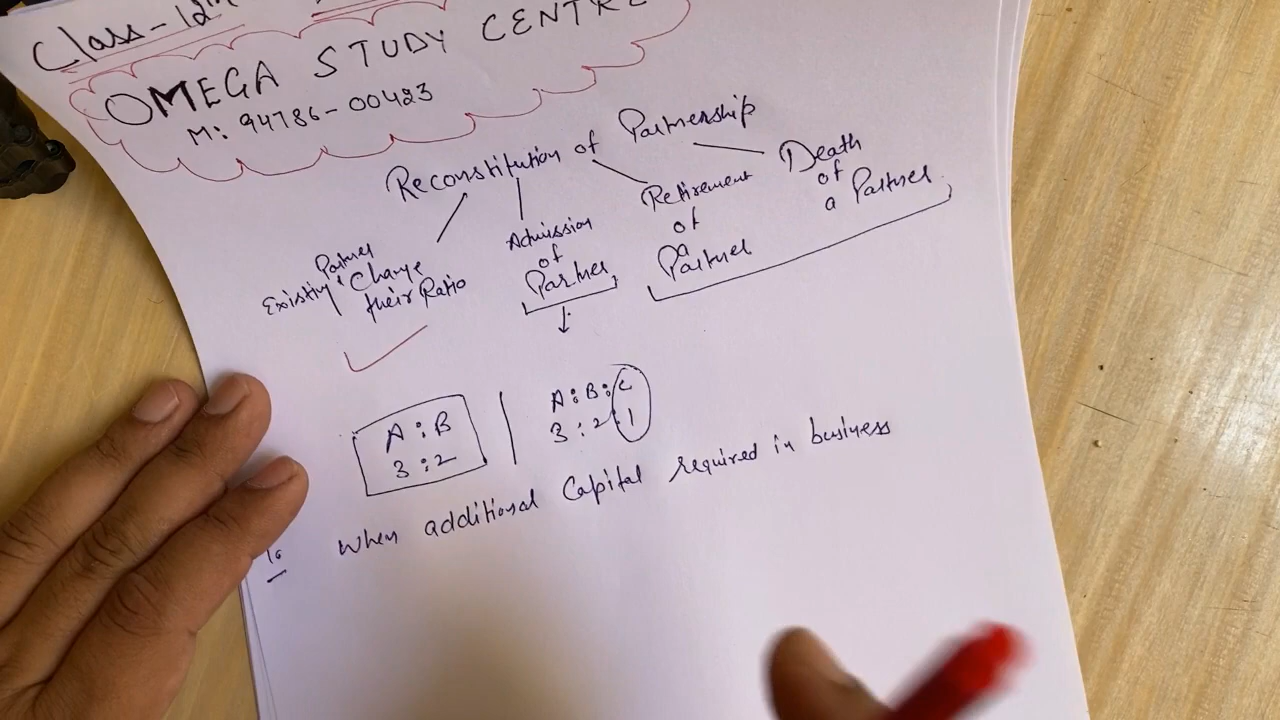 Class-12th
OMEGA STUDY CENTRE
M: 94786-00423
Reconstitution of Partnership
Existing Partner Change their Ratio
Admission
of
Partner
Retirement
of
a
Partner
Death
of
a Partner
A : B
3 : 2
A : B : C
3 : 2 : 1
When additional Capital required in business